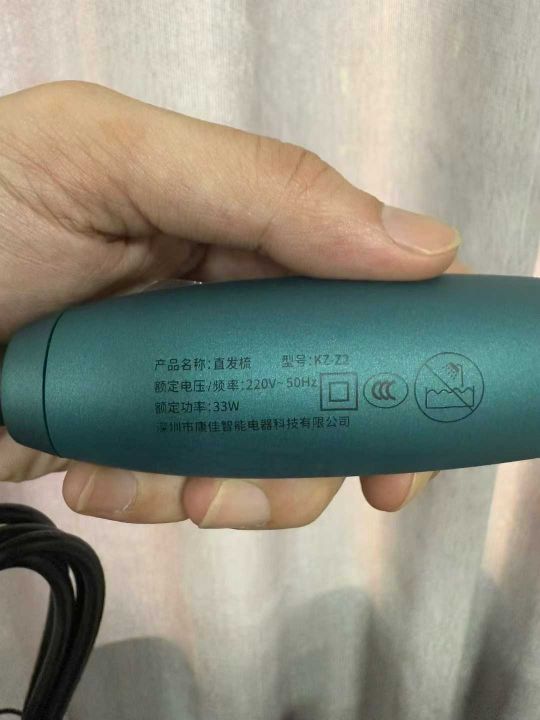 产品名称:直发梳 型号:KZ-Z2
额定电压/频率:220V~50Hz
额定功率:33W
深圳市康佳智能电器科技有限公司